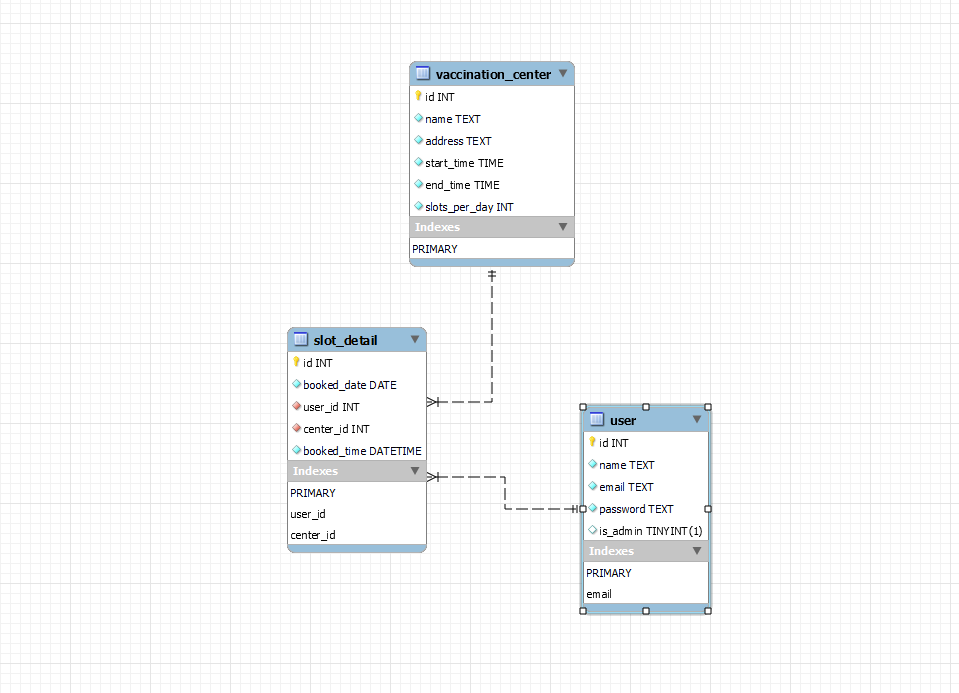 vaccination_center
id INT
name TEXT
address TEXT
start_time TIME
end_time TIME
slots_per_day INT
Indexes
PRIMARY
slot_detail
id INT
booked_date DATE
user_id INT
center_id INT
booked_time DATETIME
Indexes
PRIMARY
user_id
center_id
user
id INT
name TEXT
email TEXT
password TEXT
is_admin TINYINT(1)
Indexes
PRIMARY
email